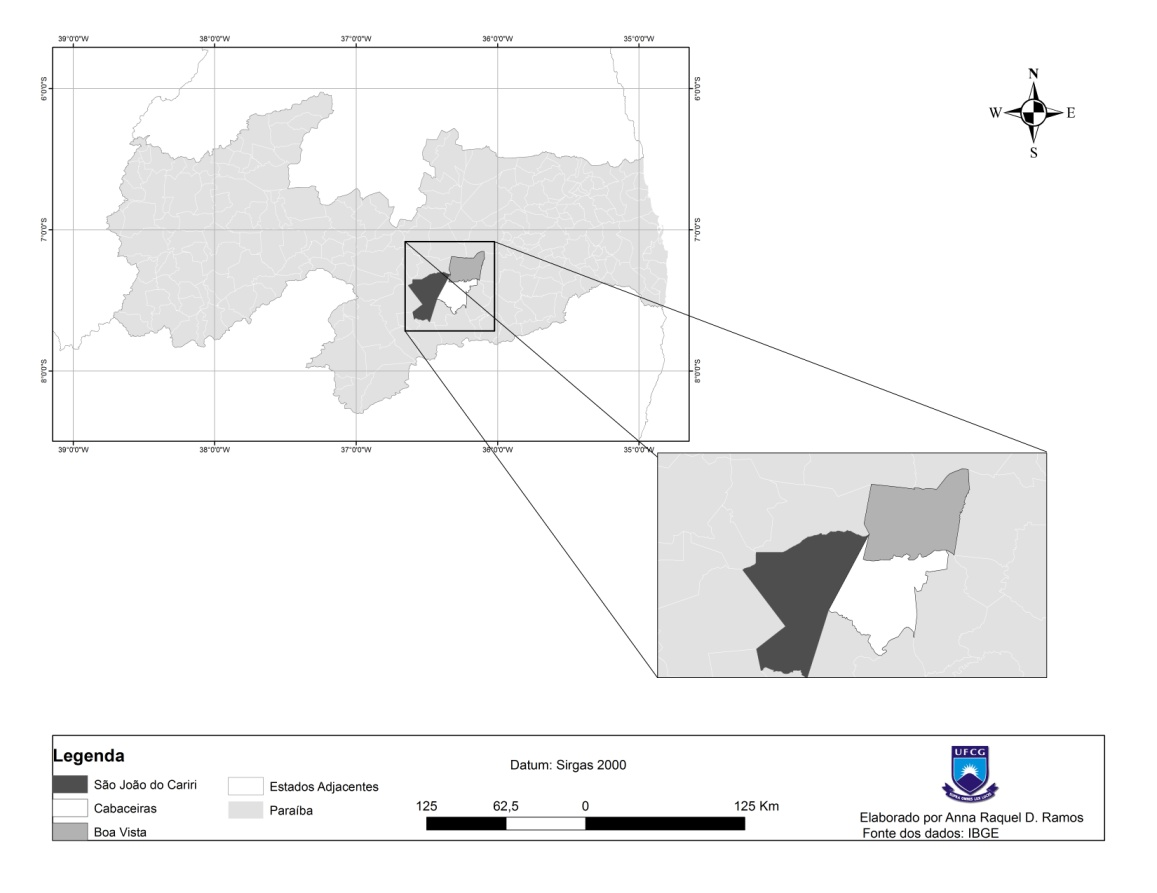 39°0'0"W 38°0'0"W 37°0'0"W 36°0'0"W 35°0'0"W
6°0'0"S 6°0'0"S
7°0'0"S 7°0'0"S
8°0'0"S 8°0'0"S
39°0'0"W 38°0'0"W 37°0'0"W 36°0'0"W 35°0'0"W
N
W E
S
Legenda
São João do Cariri
Cabaceiras
Boa Vista
Estados Adjacentes
Paraíba
Datum: Sirgas 2000
125 62,5 0 125 Km
UFCG
Elaborado por Anna Raquel D. Ramos
Fonte dos dados: IBGE